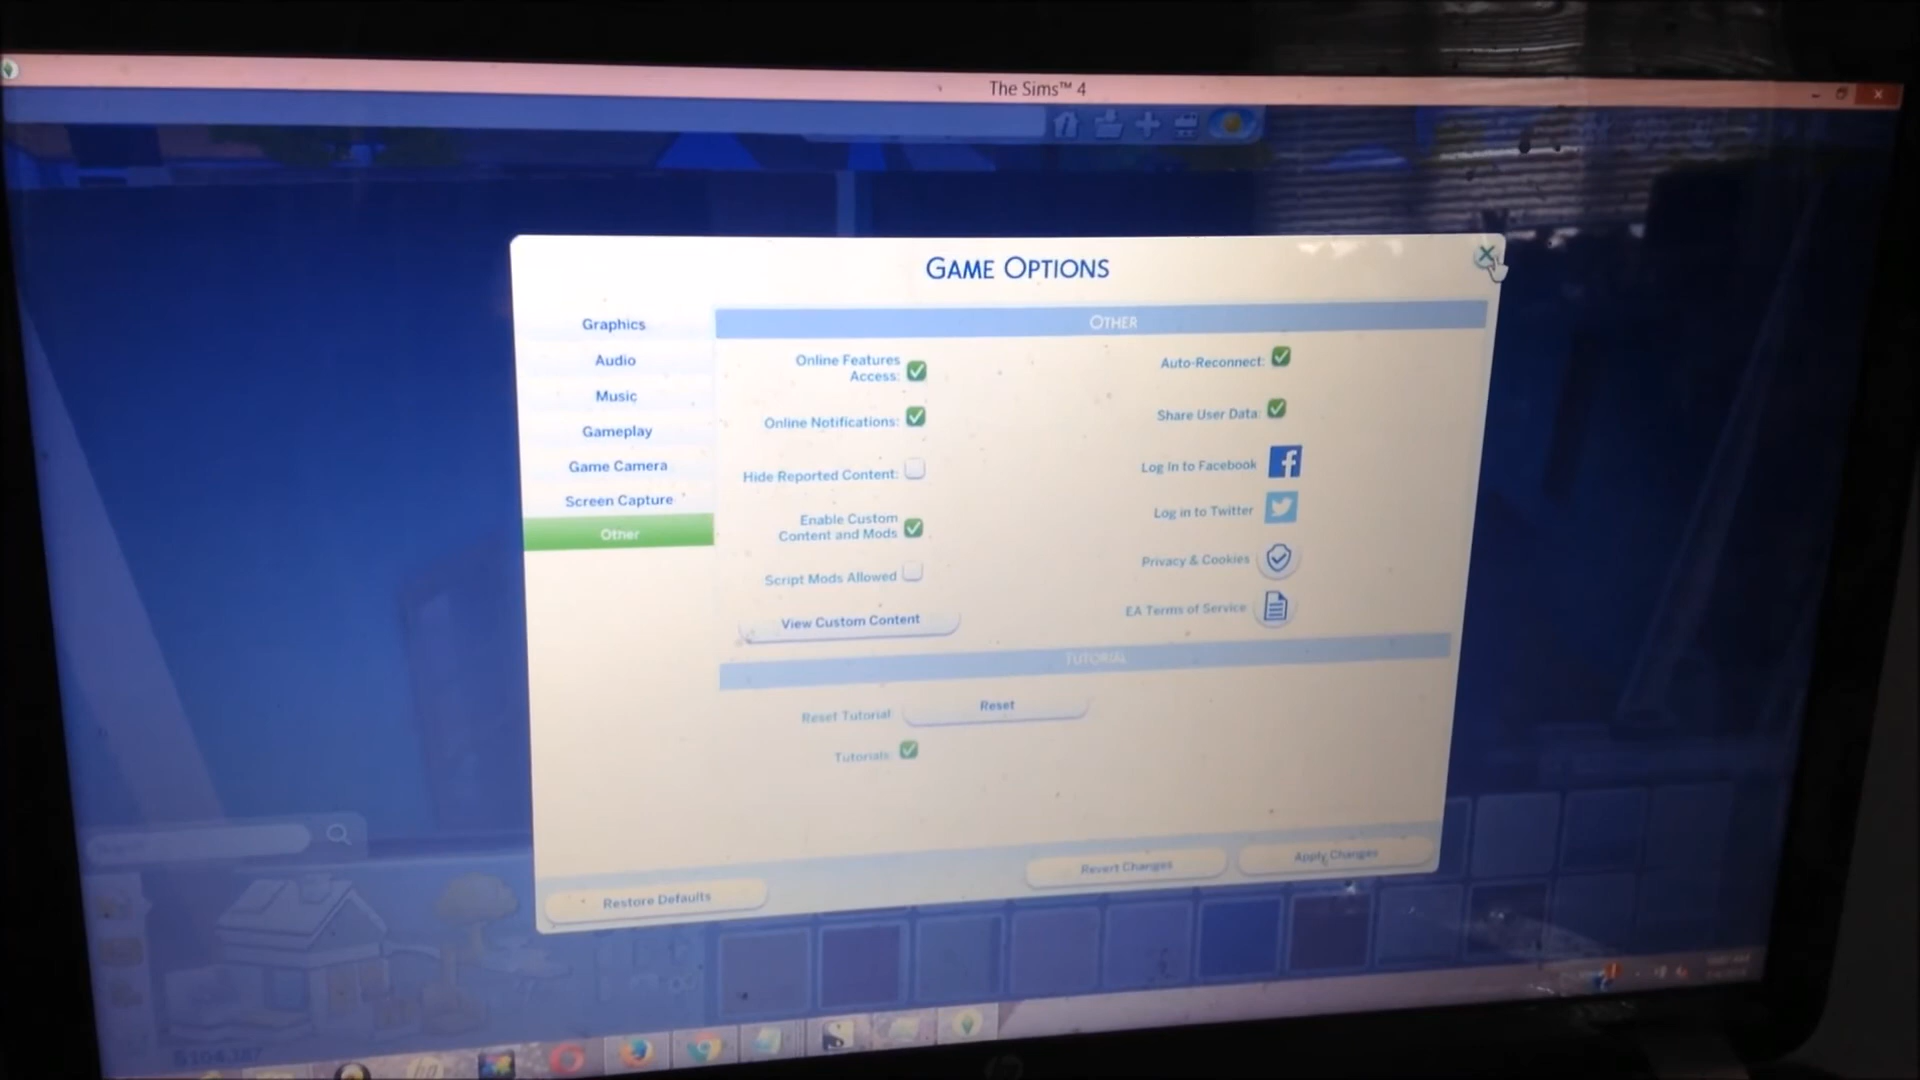 The Sims™ 4
GAME OPTIONS
Graphics
Audio
Music
Gameplay
Game Camera
Screen Capture
Other
OTHER
Online Features
Access:
Online Notifications:
Hide Reported Content:
Enable Custom
Content and Mods
Script Mods Allowed
View Custom Content
Auto-Reconnect:
Share User Data:
Log In to Facebook
Log in to Twitter
Privacy & Cookies
EA Terms of Service
TUTORIAL
Reset Tutorial
Reset
Tutorials
Restore Defaults
Revert Changes
Apply Changes